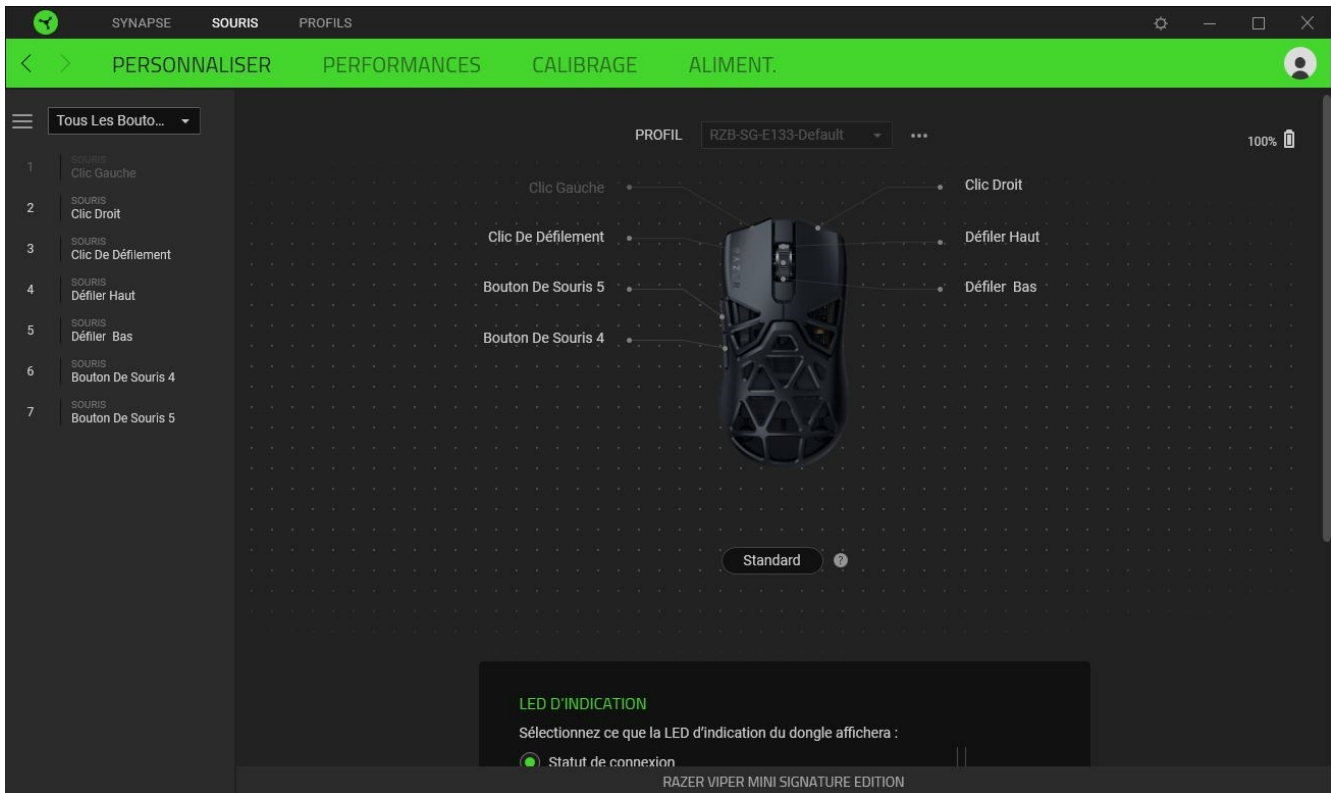 SYNAPSE SOURIS PROFILS
PERSONNALISER PERFORMANCES CALIBRAGE ALIMENT.
Tous Les Bouto...
PROFIL RZB-SG-E133-Default
100%
1 SOURIS
Clic Gauche
2 SOURIS
Clic Droit
3 SOURIS
Clic De Défilement
4 SOURIS
Défiler Haut
5 SOURIS
Défiler Bas
6 SOURIS
Bouton De Souris 4
7 SOURIS
Bouton De Souris 5
Clic Gauche
Clic Droit
Clic De Défilement
Défiler Haut
Bouton De Souris 5
Défiler Bas
Bouton De Souris 4
RAZER
Standard ?
LED D'INDICATION
Sélectionnez ce que la LED d'indication du dongle affichera :
Statut de connexion
RAZER VIPER MINI SIGNATURE EDITION